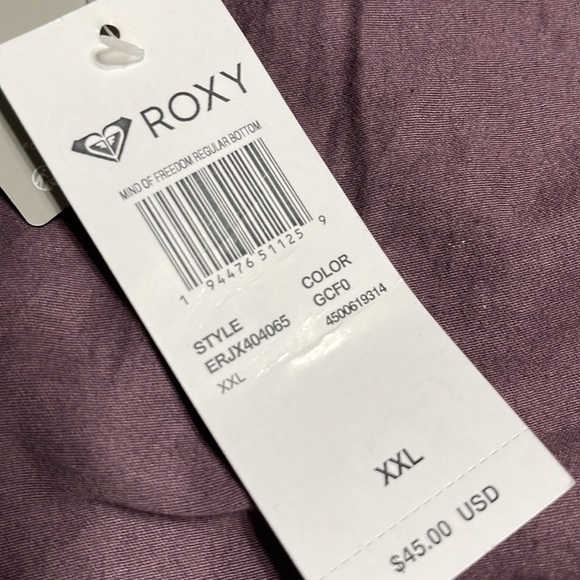 ROXY
MIND OF FREEDOM REGULAR BOTTOM
1 94476 51125 9
STYLE COLOR
ERJX404065 GCF0
XXL 4500619314
XXL
$45.00 USD